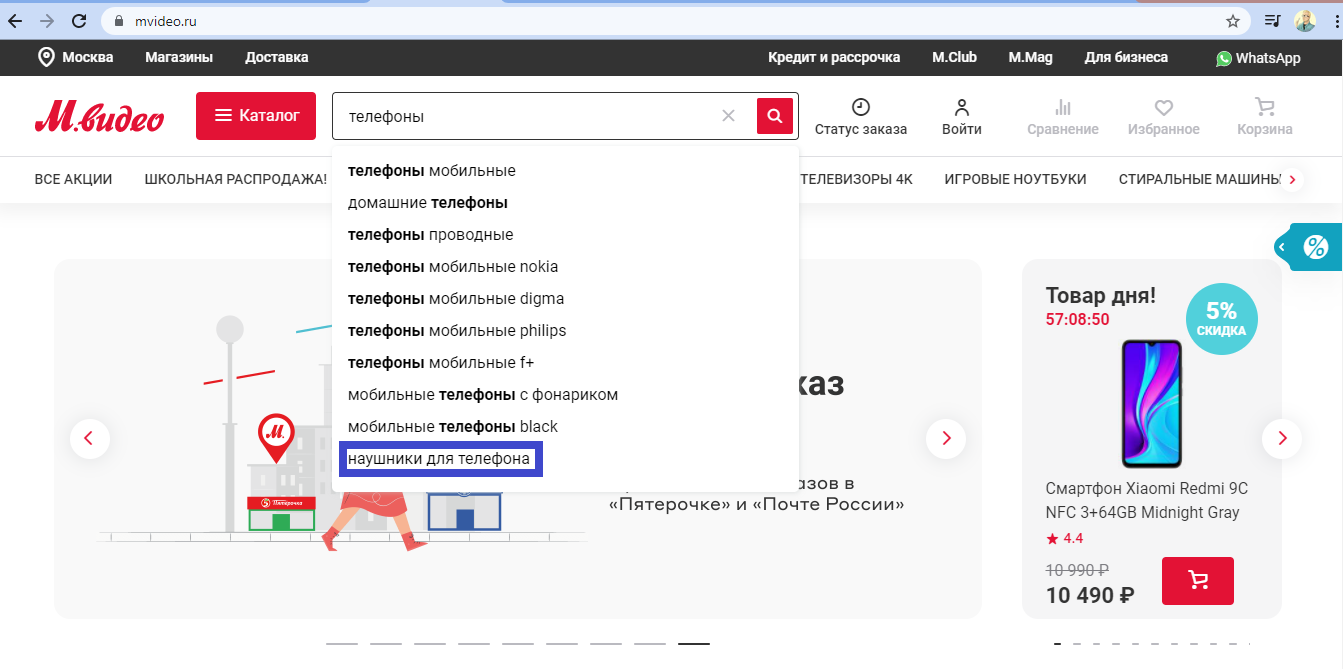 mvideo.ru
Москва Магазины Доставка Кредит и рассрочка M.Club M.Mag Для бизнеса WhatsApp
М.видео Каталог телефоны Статус заказа Войти Сравнение Избранное Корзина
ВСЕ АКЦИИ ШКОЛЬНАЯ РАСПРОДАЖА! ТЕЛЕВИЗОРЫ 4K ИГРОВЫЕ НОУТБУКИ СТИРАЛЬНЫЕ МАШИНЫ
телефоны мобильные
домашние телефоны
телефоны проводные
телефоны мобильные nokia
телефоны мобильные digma
телефоны мобильные philips
телефоны мобильные f+
мобильные телефоны с фонариком
мобильные телефоны black
наушники для телефона
М.
Пятерочка
каз
азов в
«Пятерочке» и «Почте России»
%
Товар дня!
57:08:50
5%
СКИДКА
Смартфон Xiaomi Redmi 9C
NFC 3+64GB Midnight Gray
4.4
10 990 ₽
10 490 ₽